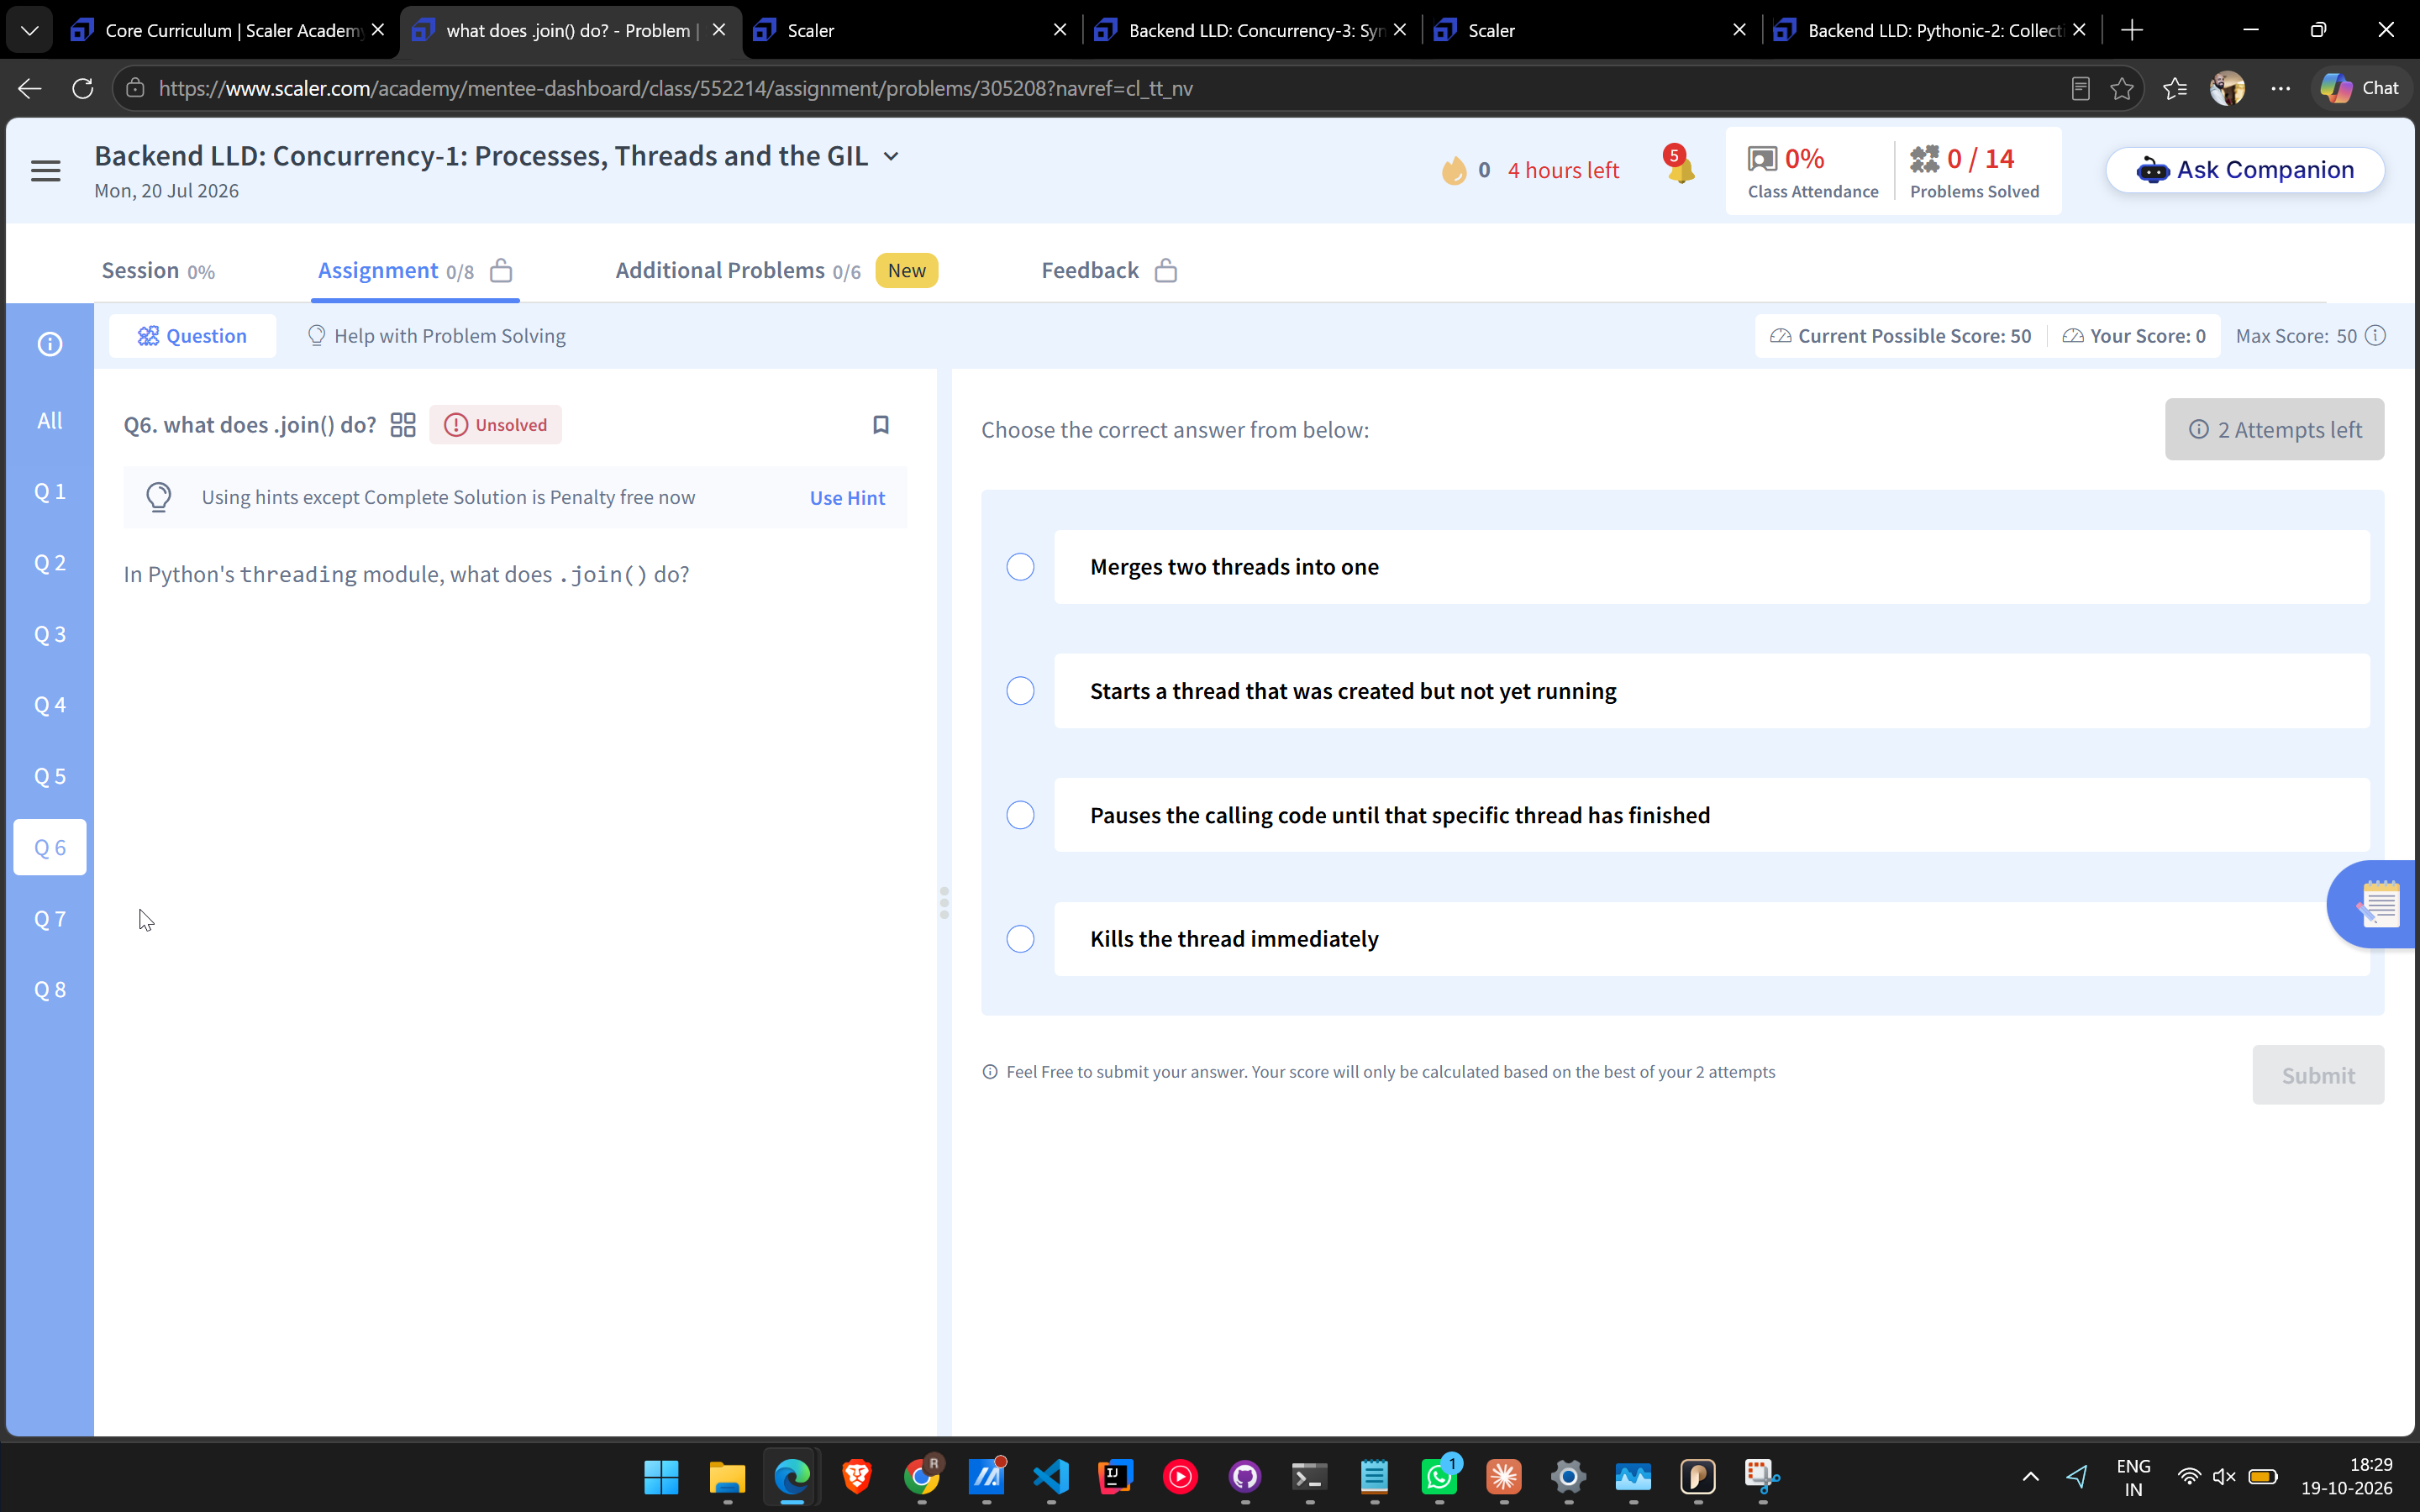 Core Curriculum | Scaler Academy
what does .join() do? - Problem |
Scaler
Backend LLD: Concurrency-3: Syn
Scaler
Backend LLD: Pythonic-2: Collecti
https://www.scaler.com/academy/mentee-dashboard/class/552214/assignment/problems/305208?navref=cl_tt_nv
Chat
Backend LLD: Concurrency-1: Processes, Threads and the GIL
Mon, 20 Jul 2026
0 4 hours left
5
0%
Class Attendance
0 / 14
Problems Solved
Ask Companion
Session 0%
Assignment 0/8
Additional Problems 0/6 New
Feedback
Question
Help with Problem Solving
Current Possible Score: 50
Your Score: 0
Max Score: 50
All
Q 1
Q 2
Q 3
Q 4
Q 5
Q 6
Q 7
Q 8
Q6. what does .join() do?
Unsolved
Using hints except Complete Solution is Penalty free now
Use Hint
In Python's threading module, what does .join() do?
Choose the correct answer from below:
2 Attempts left
Merges two threads into one
Starts a thread that was created but not yet running
Pauses the calling code until that specific thread has finished
Kills the thread immediately
Feel Free to submit your answer. Your score will only be calculated based on the best of your 2 attempts
Submit
R
IJ
1
ENG
IN
18:29
19-10-2026